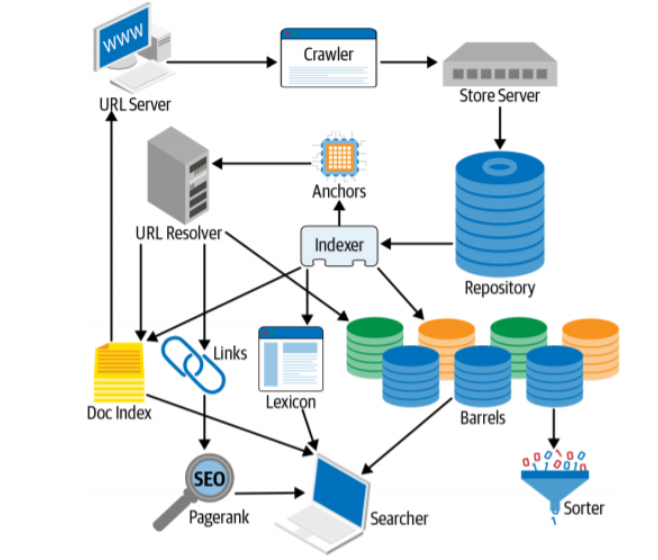 WWW
Crawler
URL Server
Store Server
Anchors
URL Resolver
Indexer
Repository
Links
Lexicon
Doc Index
Barrels
SEO
Pagerank
Searcher
Sorter